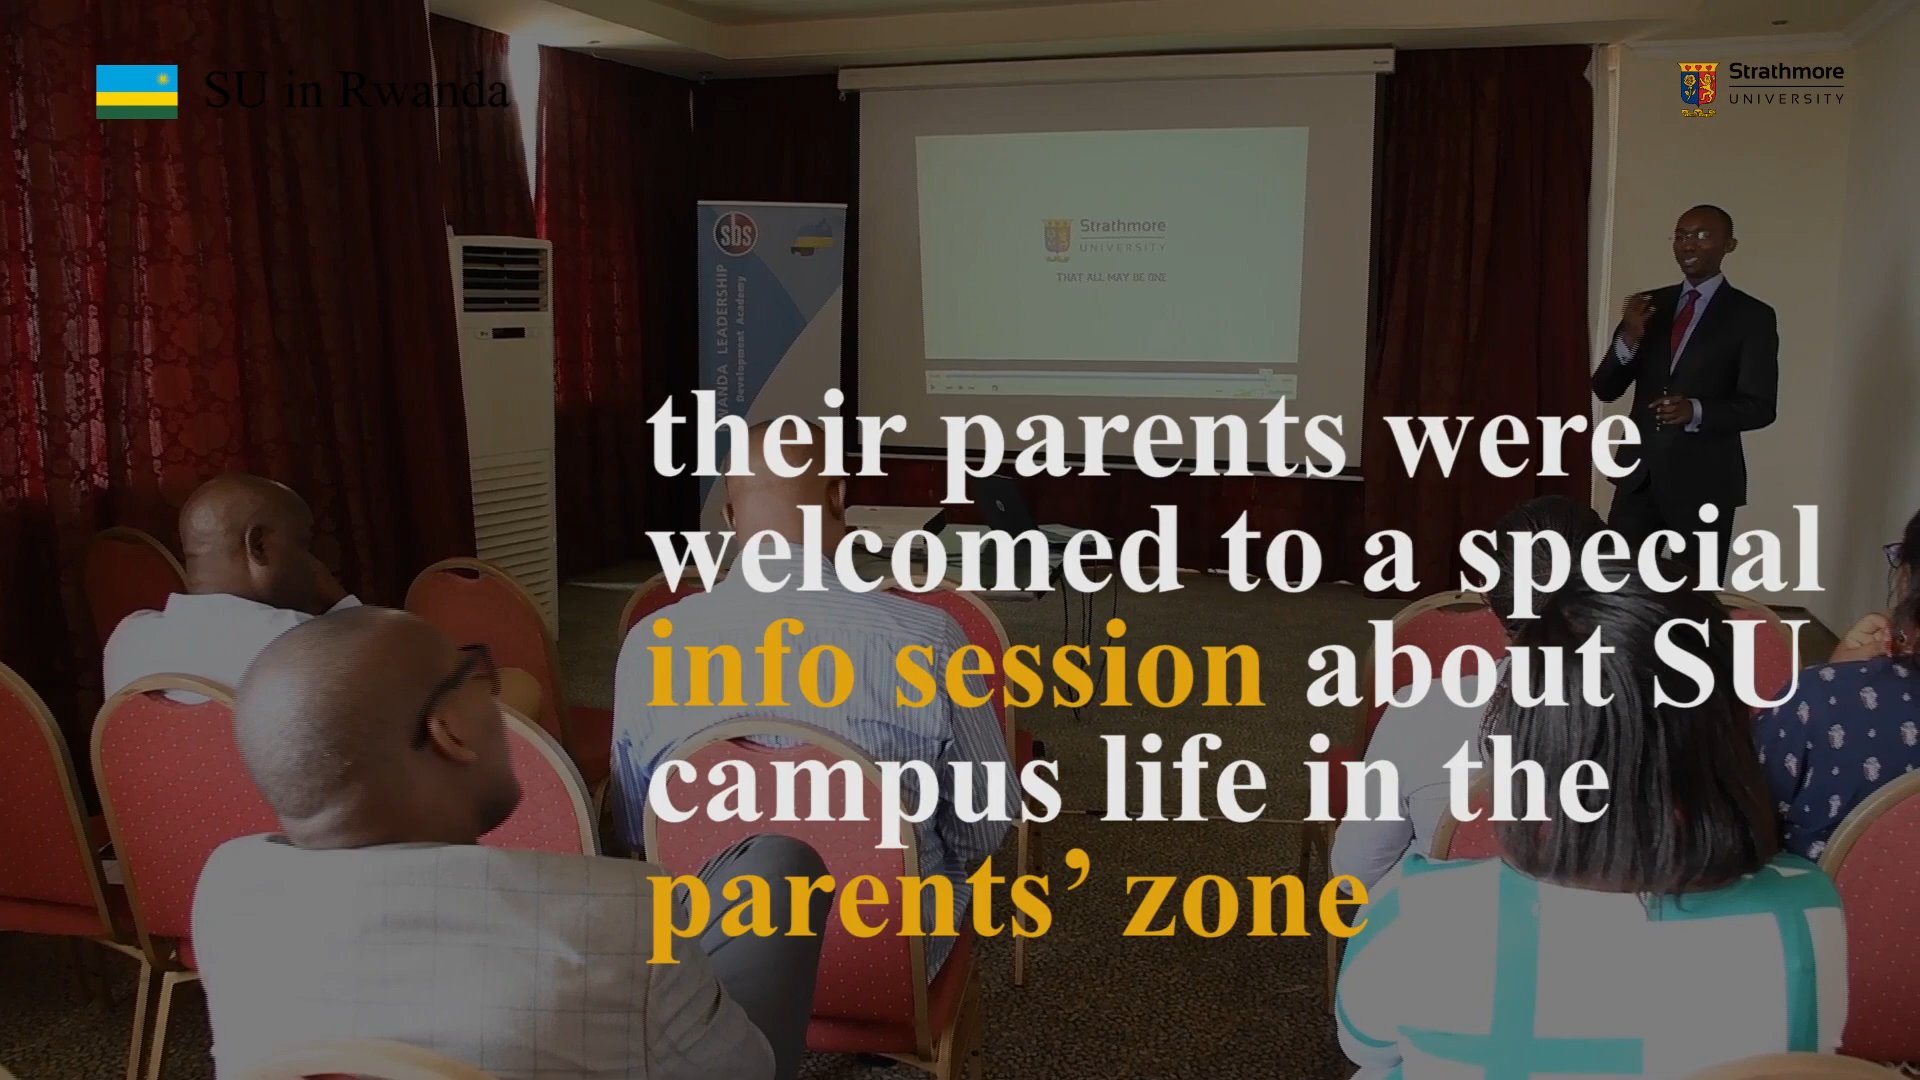 SU in Rwanda
Strathmore
UNIVERSITY
sbs
RWANDA LEADERSHIP
Development Academy
Strathmore
UNIVERSITY
THAT ALL MAY BE ONE
their parents were
welcomed to a special
info session about SU
campus life in the
parents’ zone